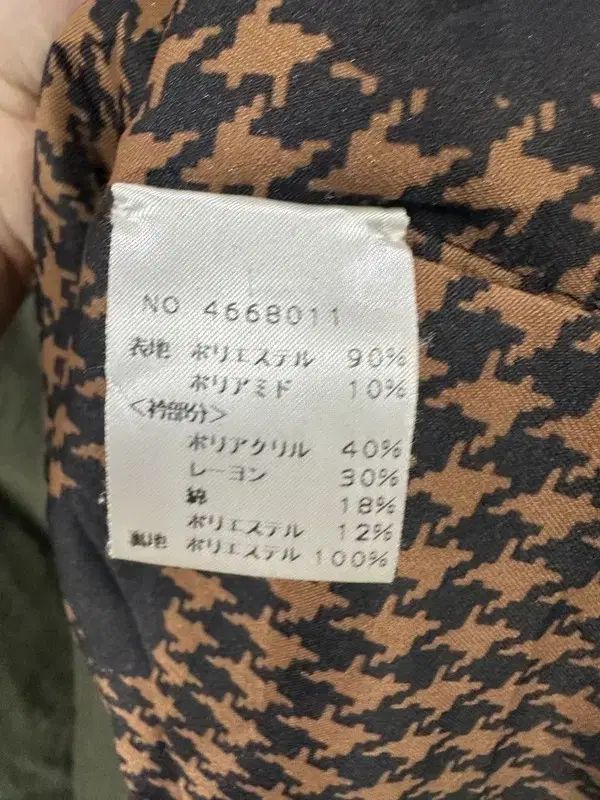 NO 4668011
表地 ポリエステル 90%
ポリアミド 10%
<衿部分>
ポリアクリル 40%
レーヨン 30%
綿 18%
ポリエステル 12%
裏地 ポリエステル 100%